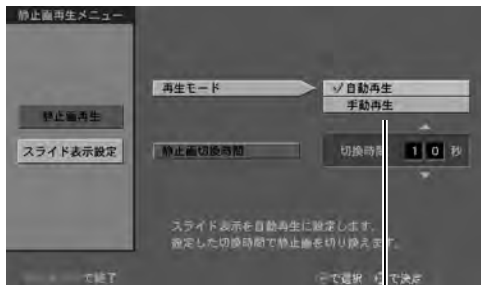 静止画再生メニュー
再生モード
✓自動再生
手動再生
静止画再生
スライド表示設定
静止画切換時間
切換時間 10 秒
スライド表示を自動再生に設定します。
設定した切換時間で静止画を切り換えます。
で終了
で選択
で決定